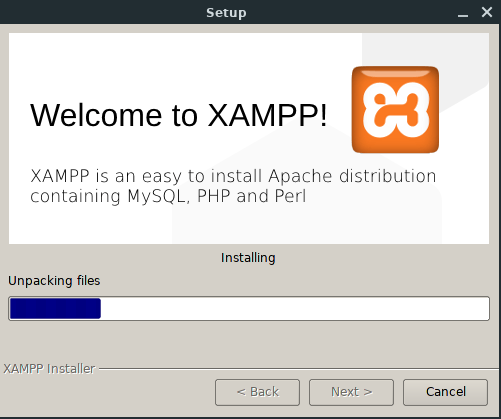 Setup
Welcome to XAMPP!
XAMPP is an easy to install Apache distribution
containing MySQL, PHP and Perl
Installing
Unpacking files
XAMPP Installer
< Back
Next >
Cancel